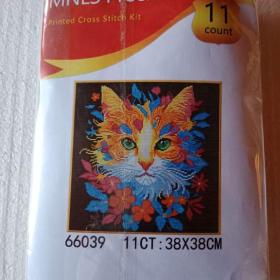 11
count
Printed Cross Stitch Kit
66039 11CT:38X38CM